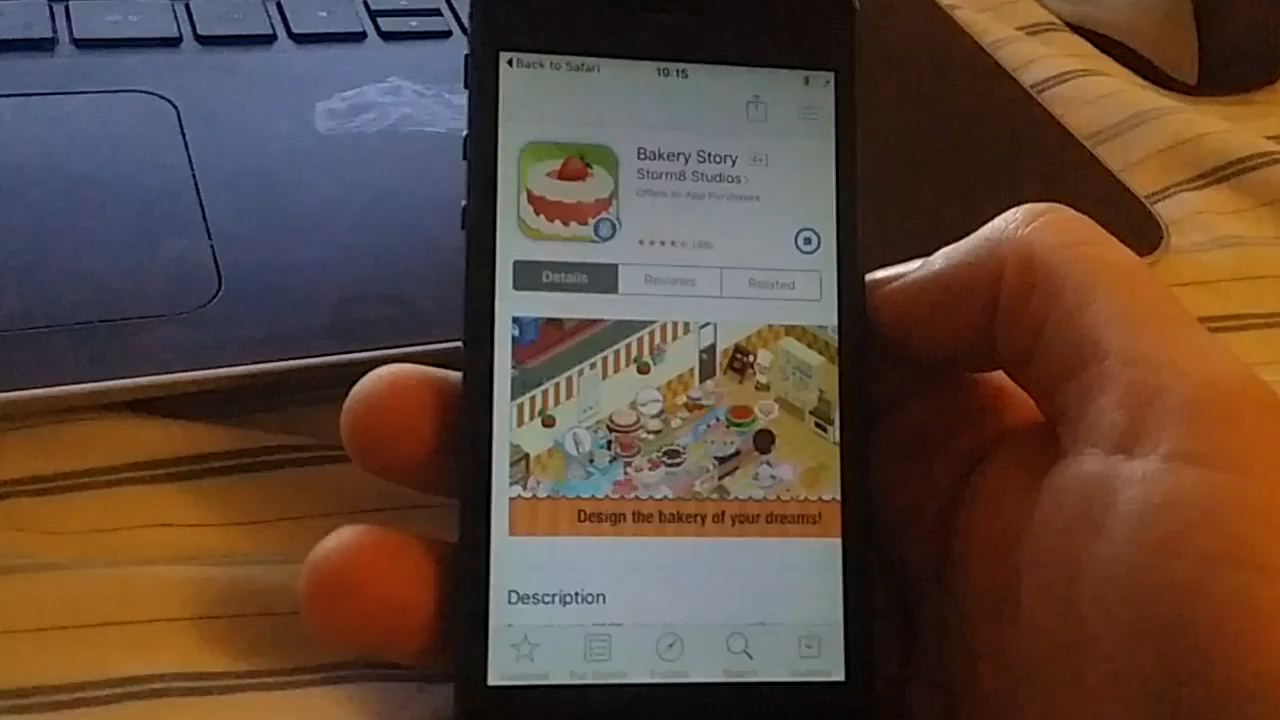 Back to Safari
19:15
Bakery Story 4+
Storm8 Studios
Offers In-App Purchases
Details
Reviews
Related
Design the bakery of your dreams!
Description